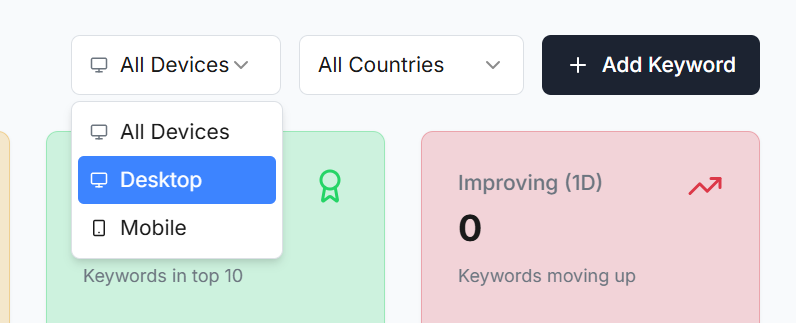 All Devices
All Countries
Add Keyword
All Devices
Desktop
Mobile
Keywords in top 10
Improving (1D)
0
Keywords moving up